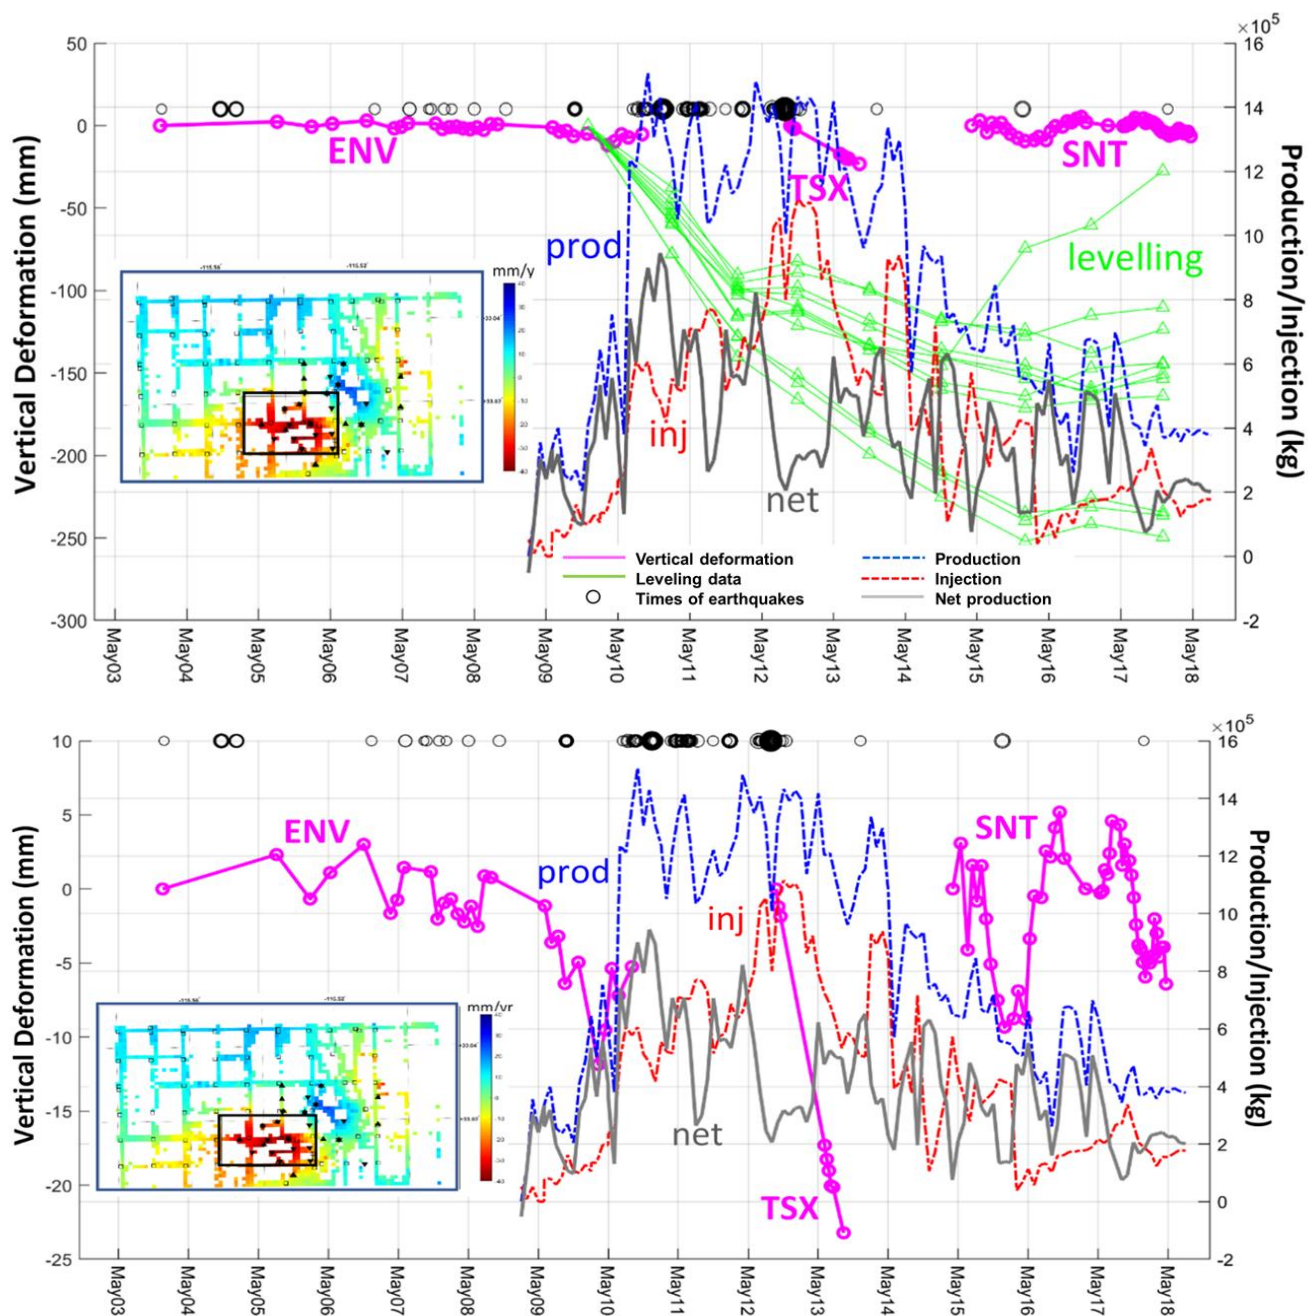 ×10⁵
50
0
-50
-100
-150
-200
-250
-300
Vertical Deformation (mm)
16
14
12
10
8
6
4
2
0
-2
Production/Injection (kg)
ENV
TSX
SNT
prod
levelling
inj
net
mm/y
Vertical deformation
Leveling data
Times of earthquakes
Production
Injection
Net production
May03
May04
May05
May06
May07
May08
May09
May10
May11
May12
May13
May14
May15
May16
May17
May18
×10⁵
10
5
0
-5
-10
-15
-20
-25
Vertical Deformation (mm)
16
14
12
10
8
6
4
2
0
-2
Production/Injection (kg)
ENV
SNT
prod
inj
net
TSX
mm/yr
May03
May04
May05
May06
May07
May08
May09
May10
May11
May12
May13
May14
May15
May16
May17
May18